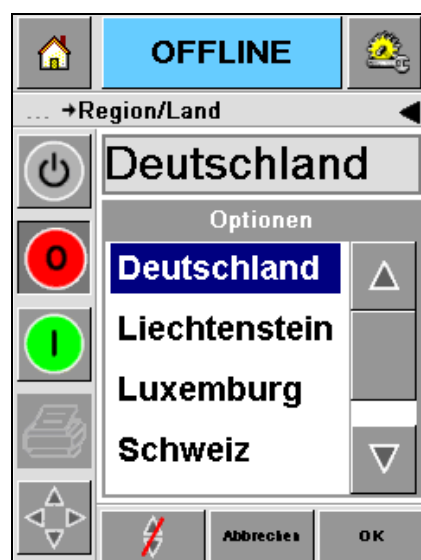 OFFLINE
... →Region/Land
Deutschland
Optionen
Deutschland
Liechtenstein
Luxemburg
Schweiz
O
I
Abbrechen
OK